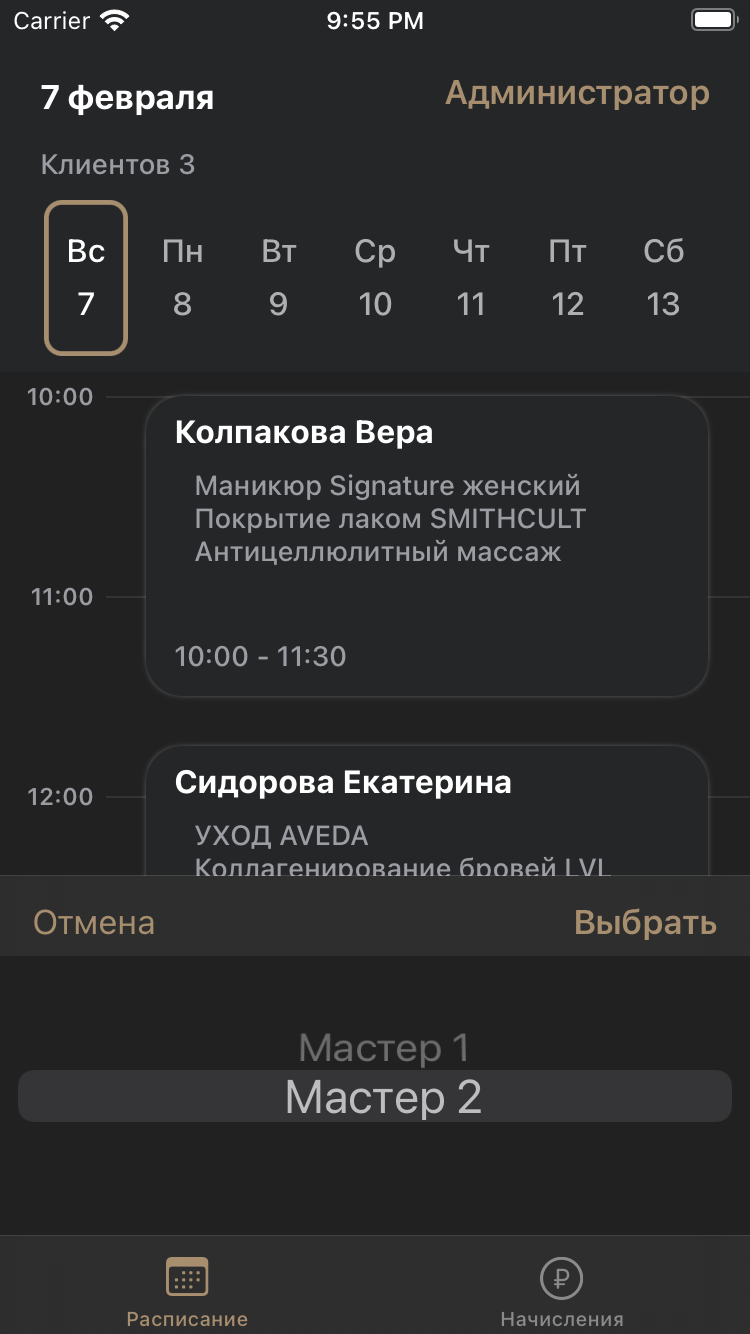 Carrier 9:55 PM
7 февраля Администратор
Клиентов 3
Вс Пн Вт Ср Чт Пт Сб
7 8 9 10 11 12 13
10:00
Колпакова Вера
Маникюр Signature женский
Покрытие лаком SMITHCULT
Антицеллюлитный массаж
11:00
10:00 - 11:30
Сидорова Екатерина
12:00
УХОД AVEDA
Коллагенирование бровей LVL
Отмена Выбрать
Мастер 1
Мастер 2
Расписание Начисления